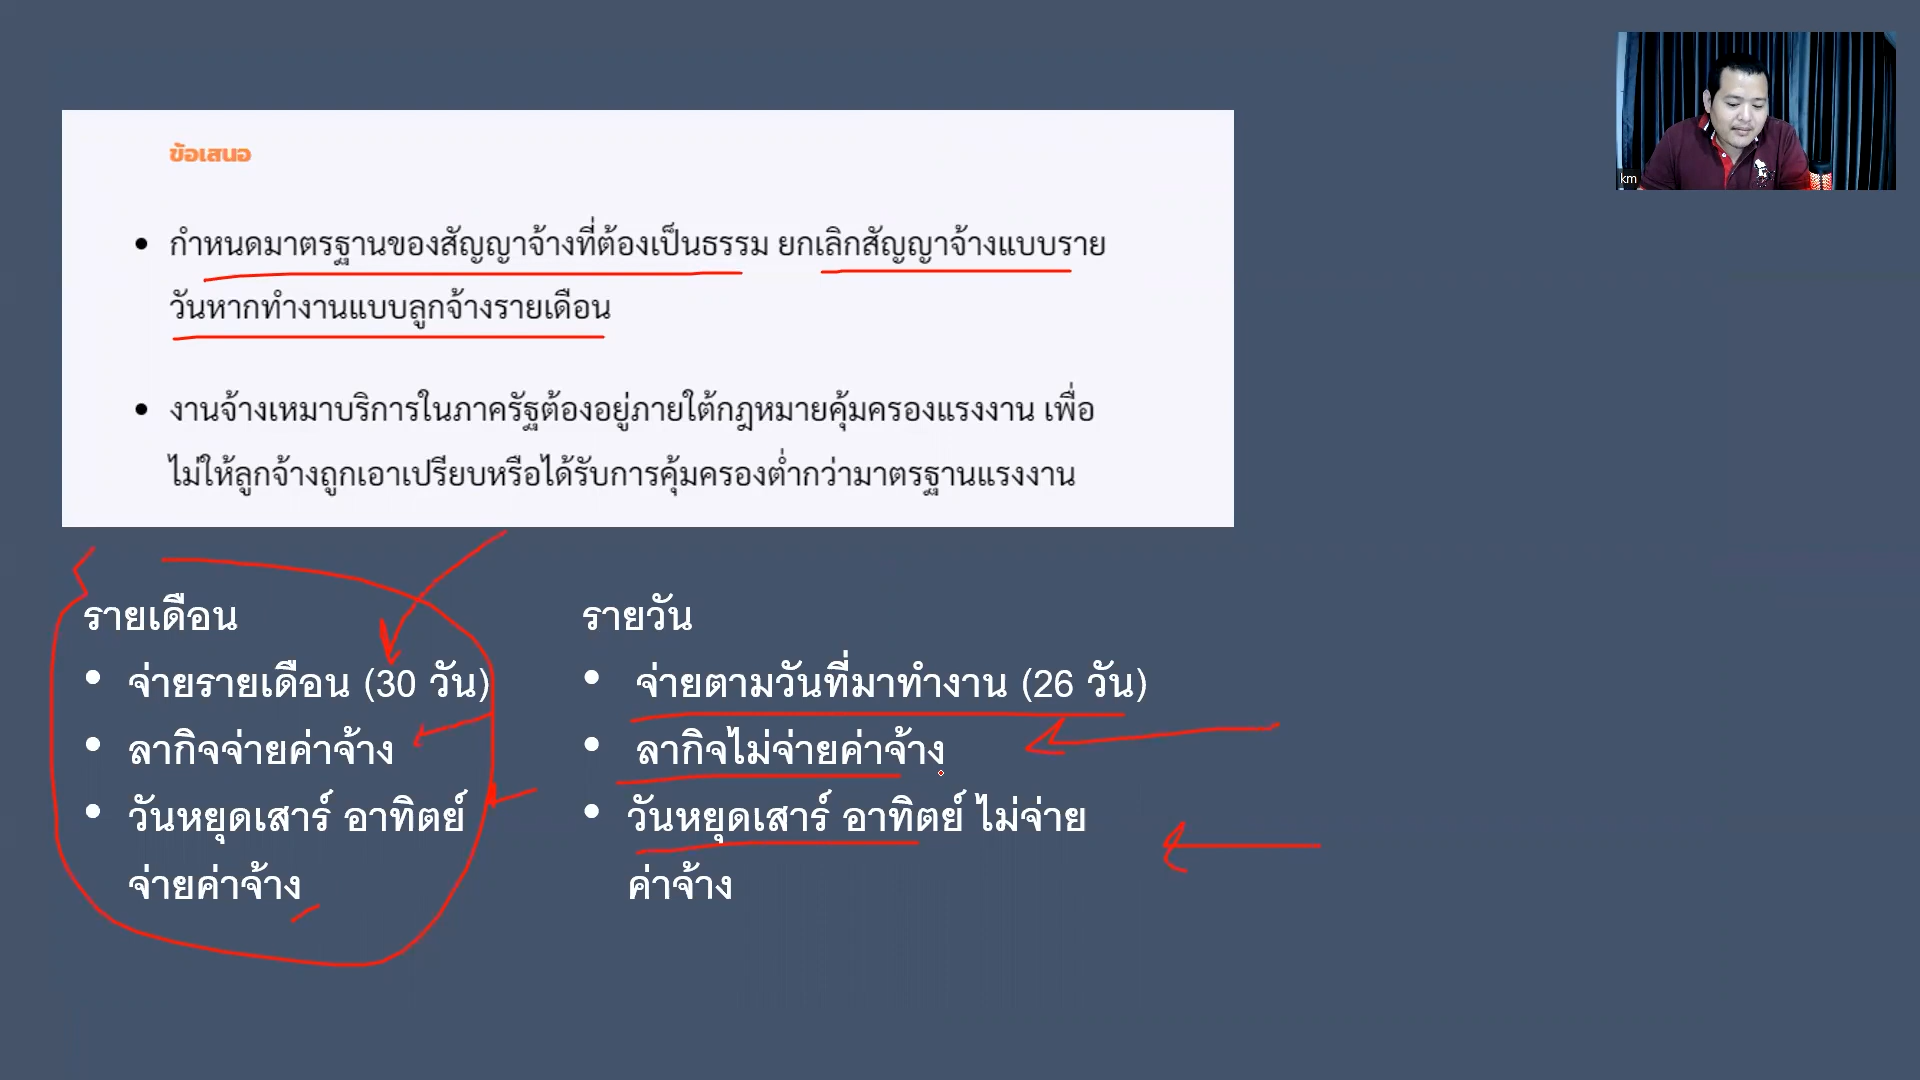 km
ข้อเสนอ
• กำหนดมาตรฐานของสัญญาจ้างที่ต้องเป็นธรรม ยกเลิกสัญญาจ้างแบบราย
วันหากทำงานแบบลูกจ้างรายเดือน
• งานจ้างเหมาบริการในภาครัฐต้องอยู่ภายใต้กฎหมายคุ้มครองแรงงาน เพื่อ
ไม่ให้ลูกจ้างถูกเอาเปรียบหรือได้รับการคุ้มครองต่ำกว่ามาตรฐานแรงงาน
รายเดือน
• จ่ายรายเดือน (30 วัน)
• ลากิจจ่ายค่าจ้าง
• วันหยุดเสาร์ อาทิตย์
จ่ายค่าจ้าง
รายวัน
• จ่ายตามวันที่มาทำงาน (26 วัน)
• ลากิจไม่จ่ายค่าจ้าง
• วันหยุดเสาร์ อาทิตย์ ไม่จ่าย
ค่าจ้าง